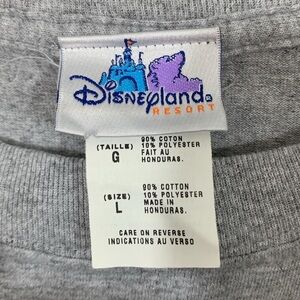 Disneyland®
RESORT
90% COTTON
(TAILLE) 10% POLYESTER
G FAIT AU
HONDURAS.
90% COTTON
(SIZE) 10% POLYESTER
L MADE IN
HONDURAS.
CARE ON REVERSE
INDICATIONS AU VERSO